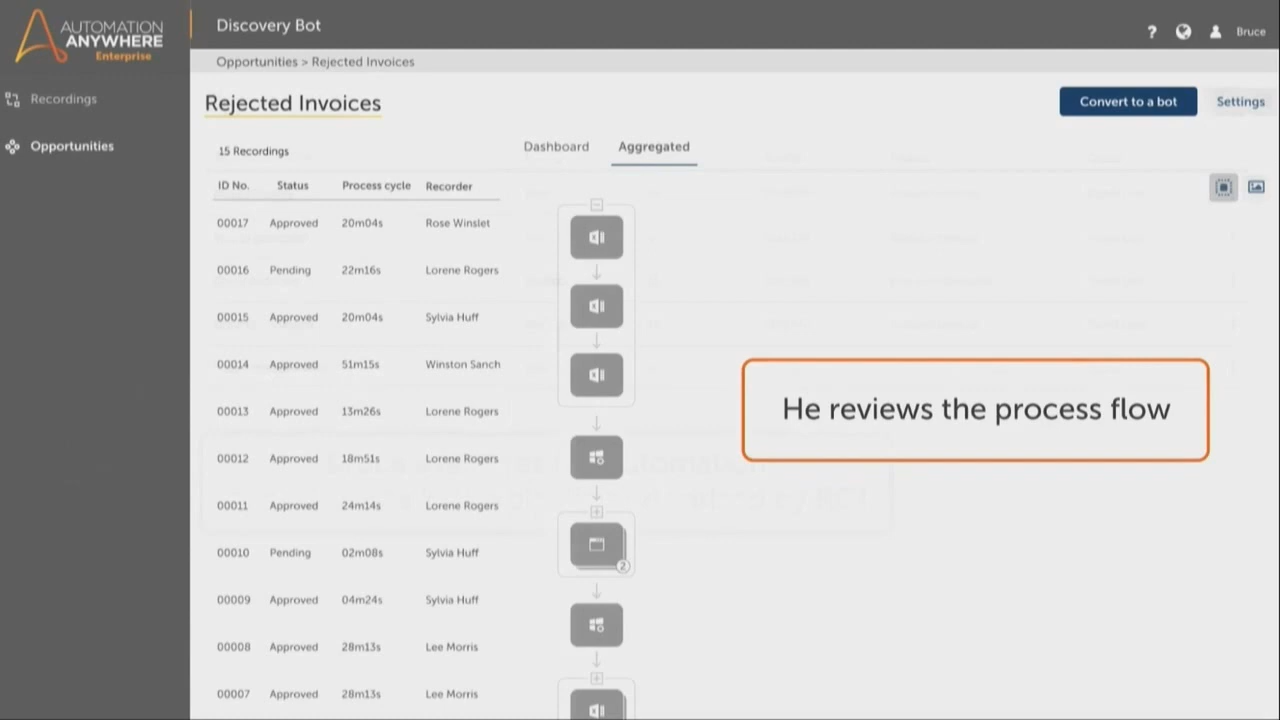 AUTOMATION
ANYWHERE
Enterprise
Discovery Bot
? Bruce
Opportunities > Rejected Invoices
Recordings
Opportunities
Rejected Invoices
Convert to a bot
Settings
15 Recordings
Dashboard
Aggregated
ID No. Status Process cycle Recorder
00017 Approved 20m04s Rose Winslet
00016 Pending 22m16s Lorene Rogers
00015 Approved 20m04s Sylvia Huff
00014 Approved 51m15s Winston Sanch
00013 Approved 13m26s Lorene Rogers
00012 Approved 18m51s Lorene Rogers
00011 Approved 24m14s Lorene Rogers
00010 Pending 02m08s Sylvia Huff
00009 Approved 04m24s Sylvia Huff
00008 Approved 28m13s Lee Morris
00007 Approved 28m13s Lee Morris
2
He reviews the process flow